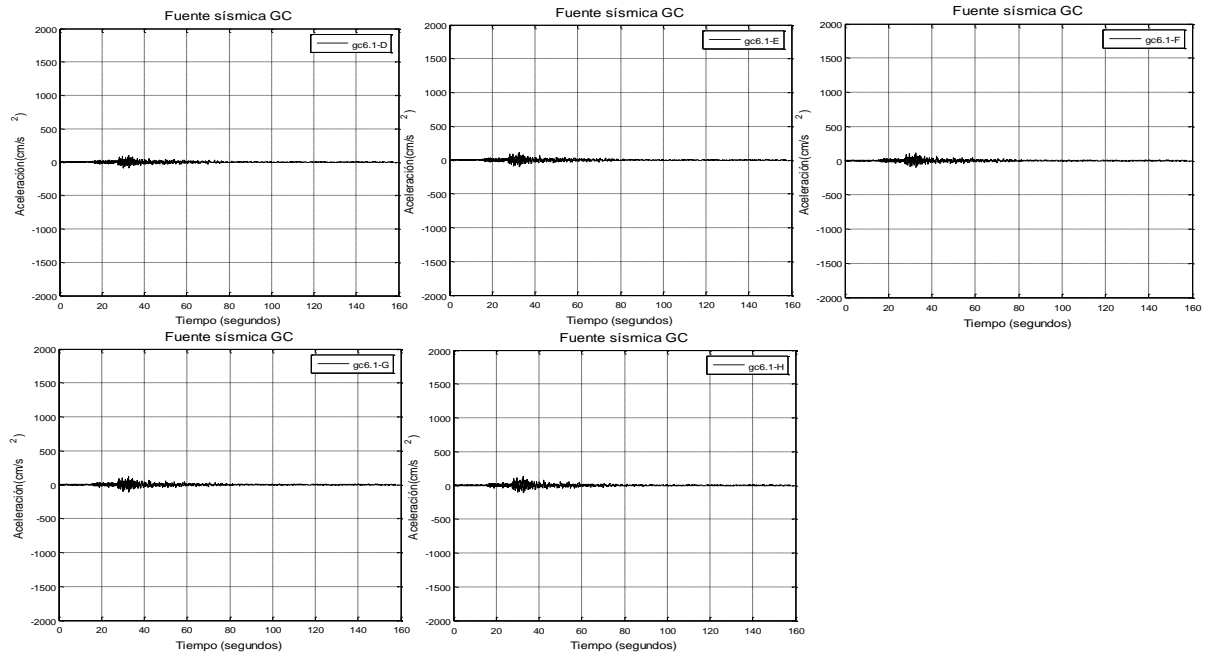 Fuente sísmica GC
gc6.1-D
2000
1500
1000
500
0
-500
-1000
-1500
-2000
Aceleración(cm/s 2)
0 20 40 60 80 100 120 140 160
Tiempo (segundos)
Fuente sísmica GC
gc6.1-E
2000
1500
1000
500
0
-500
-1000
-1500
-2000
Aceleración(cm/s 2)
0 20 40 60 80 100 120 140 160
Tiempo (segundos)
Fuente sísmica GC
gc6.1-F
2000
1500
1000
500
0
-500
-1000
-1500
-2000
Aceleración(cm/s 2)
0 20 40 60 80 100 120 140 160
Tiempo (segundos)
Fuente sísmica GC
gc6.1-G
2000
1500
1000
500
0
-500
-1000
-1500
-2000
Aceleración(cm/s 2)
0 20 40 60 80 100 120 140 160
Tiempo (segundos)
Fuente sísmica GC
gc6.1-H
2000
1500
1000
500
0
-500
-1000
-1500
-2000
Aceleración(cm/s 2)
0 20 40 60 80 100 120 140 160
Tiempo (segundos)